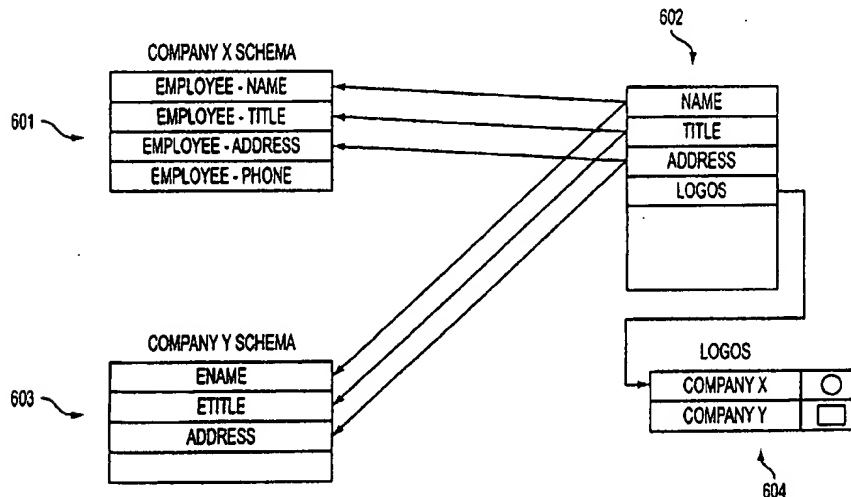 COMPANY X SCHEMA
EMPLOYEE - NAME
EMPLOYEE - TITLE
EMPLOYEE - ADDRESS
EMPLOYEE - PHONE
601
602
NAME
TITLE
ADDRESS
LOGOS
COMPANY Y SCHEMA
ENAME
ETITLE
ADDRESS
603
LOGOS
COMPANY X
COMPANY Y
604